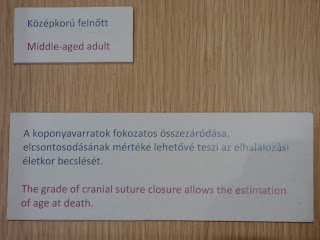 Középkorú felnőtt
Middle-aged adult
A koponyavarratok fokozatos összezáródása,
elcsontosodásának mértéke lehetővé teszi az elhalálozási
életkor becslését.
The grade of cranial suture closure allows the estimation
of age at death.